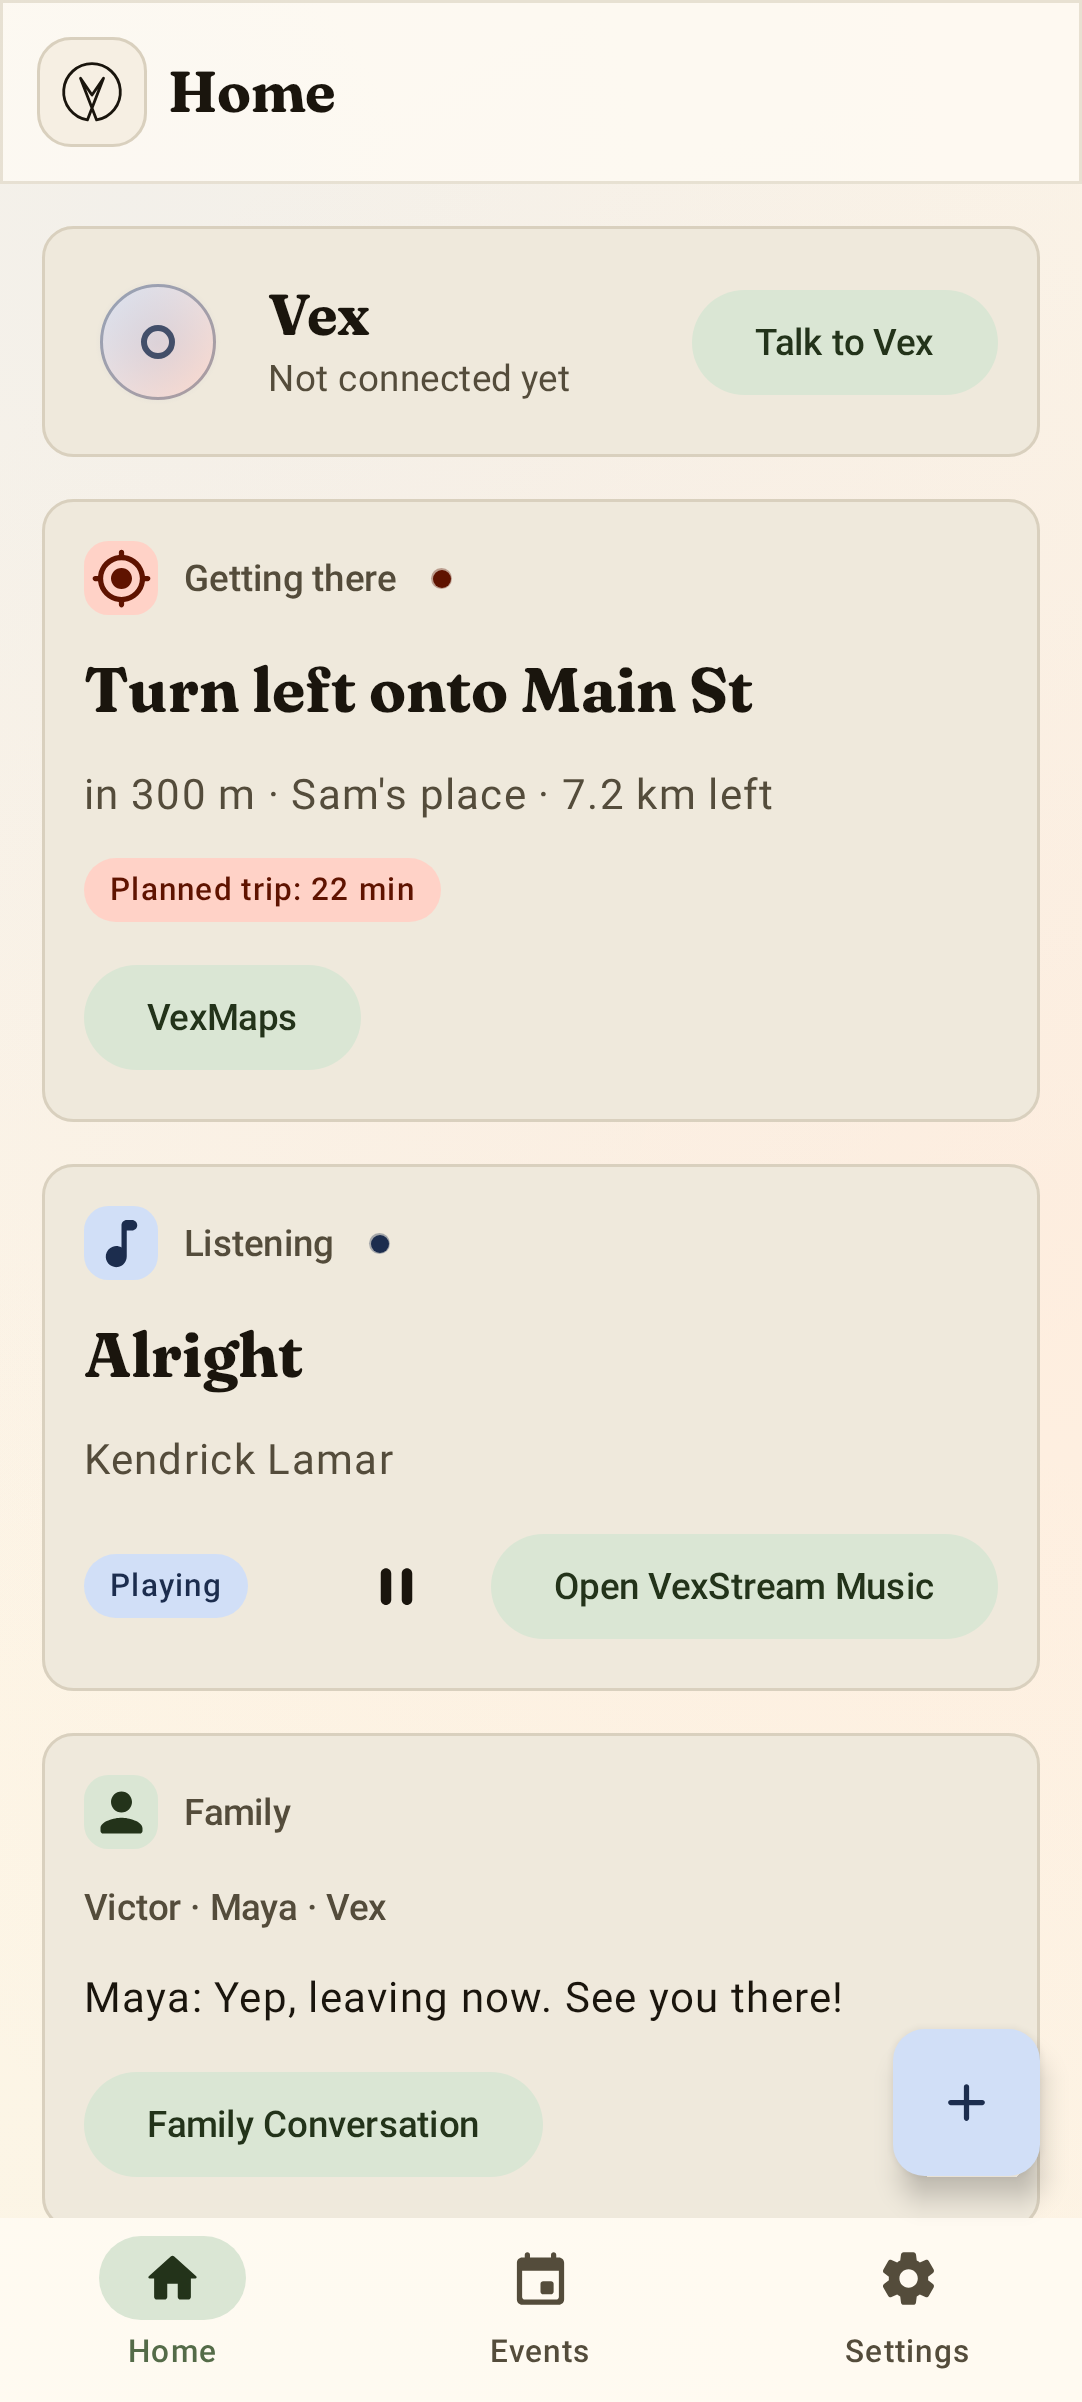 Home
Vex
Not connected yet
Talk to Vex
Getting there
Turn left onto Main St
in 300 m · Sam's place · 7.2 km left
Planned trip: 22 min
VexMaps
Listening
Alright
Kendrick Lamar
Playing
Open VexStream Music
Family
Victor · Maya · Vex
Maya: Yep, leaving now. See you there!
Family Conversation
Home
Events
Settings